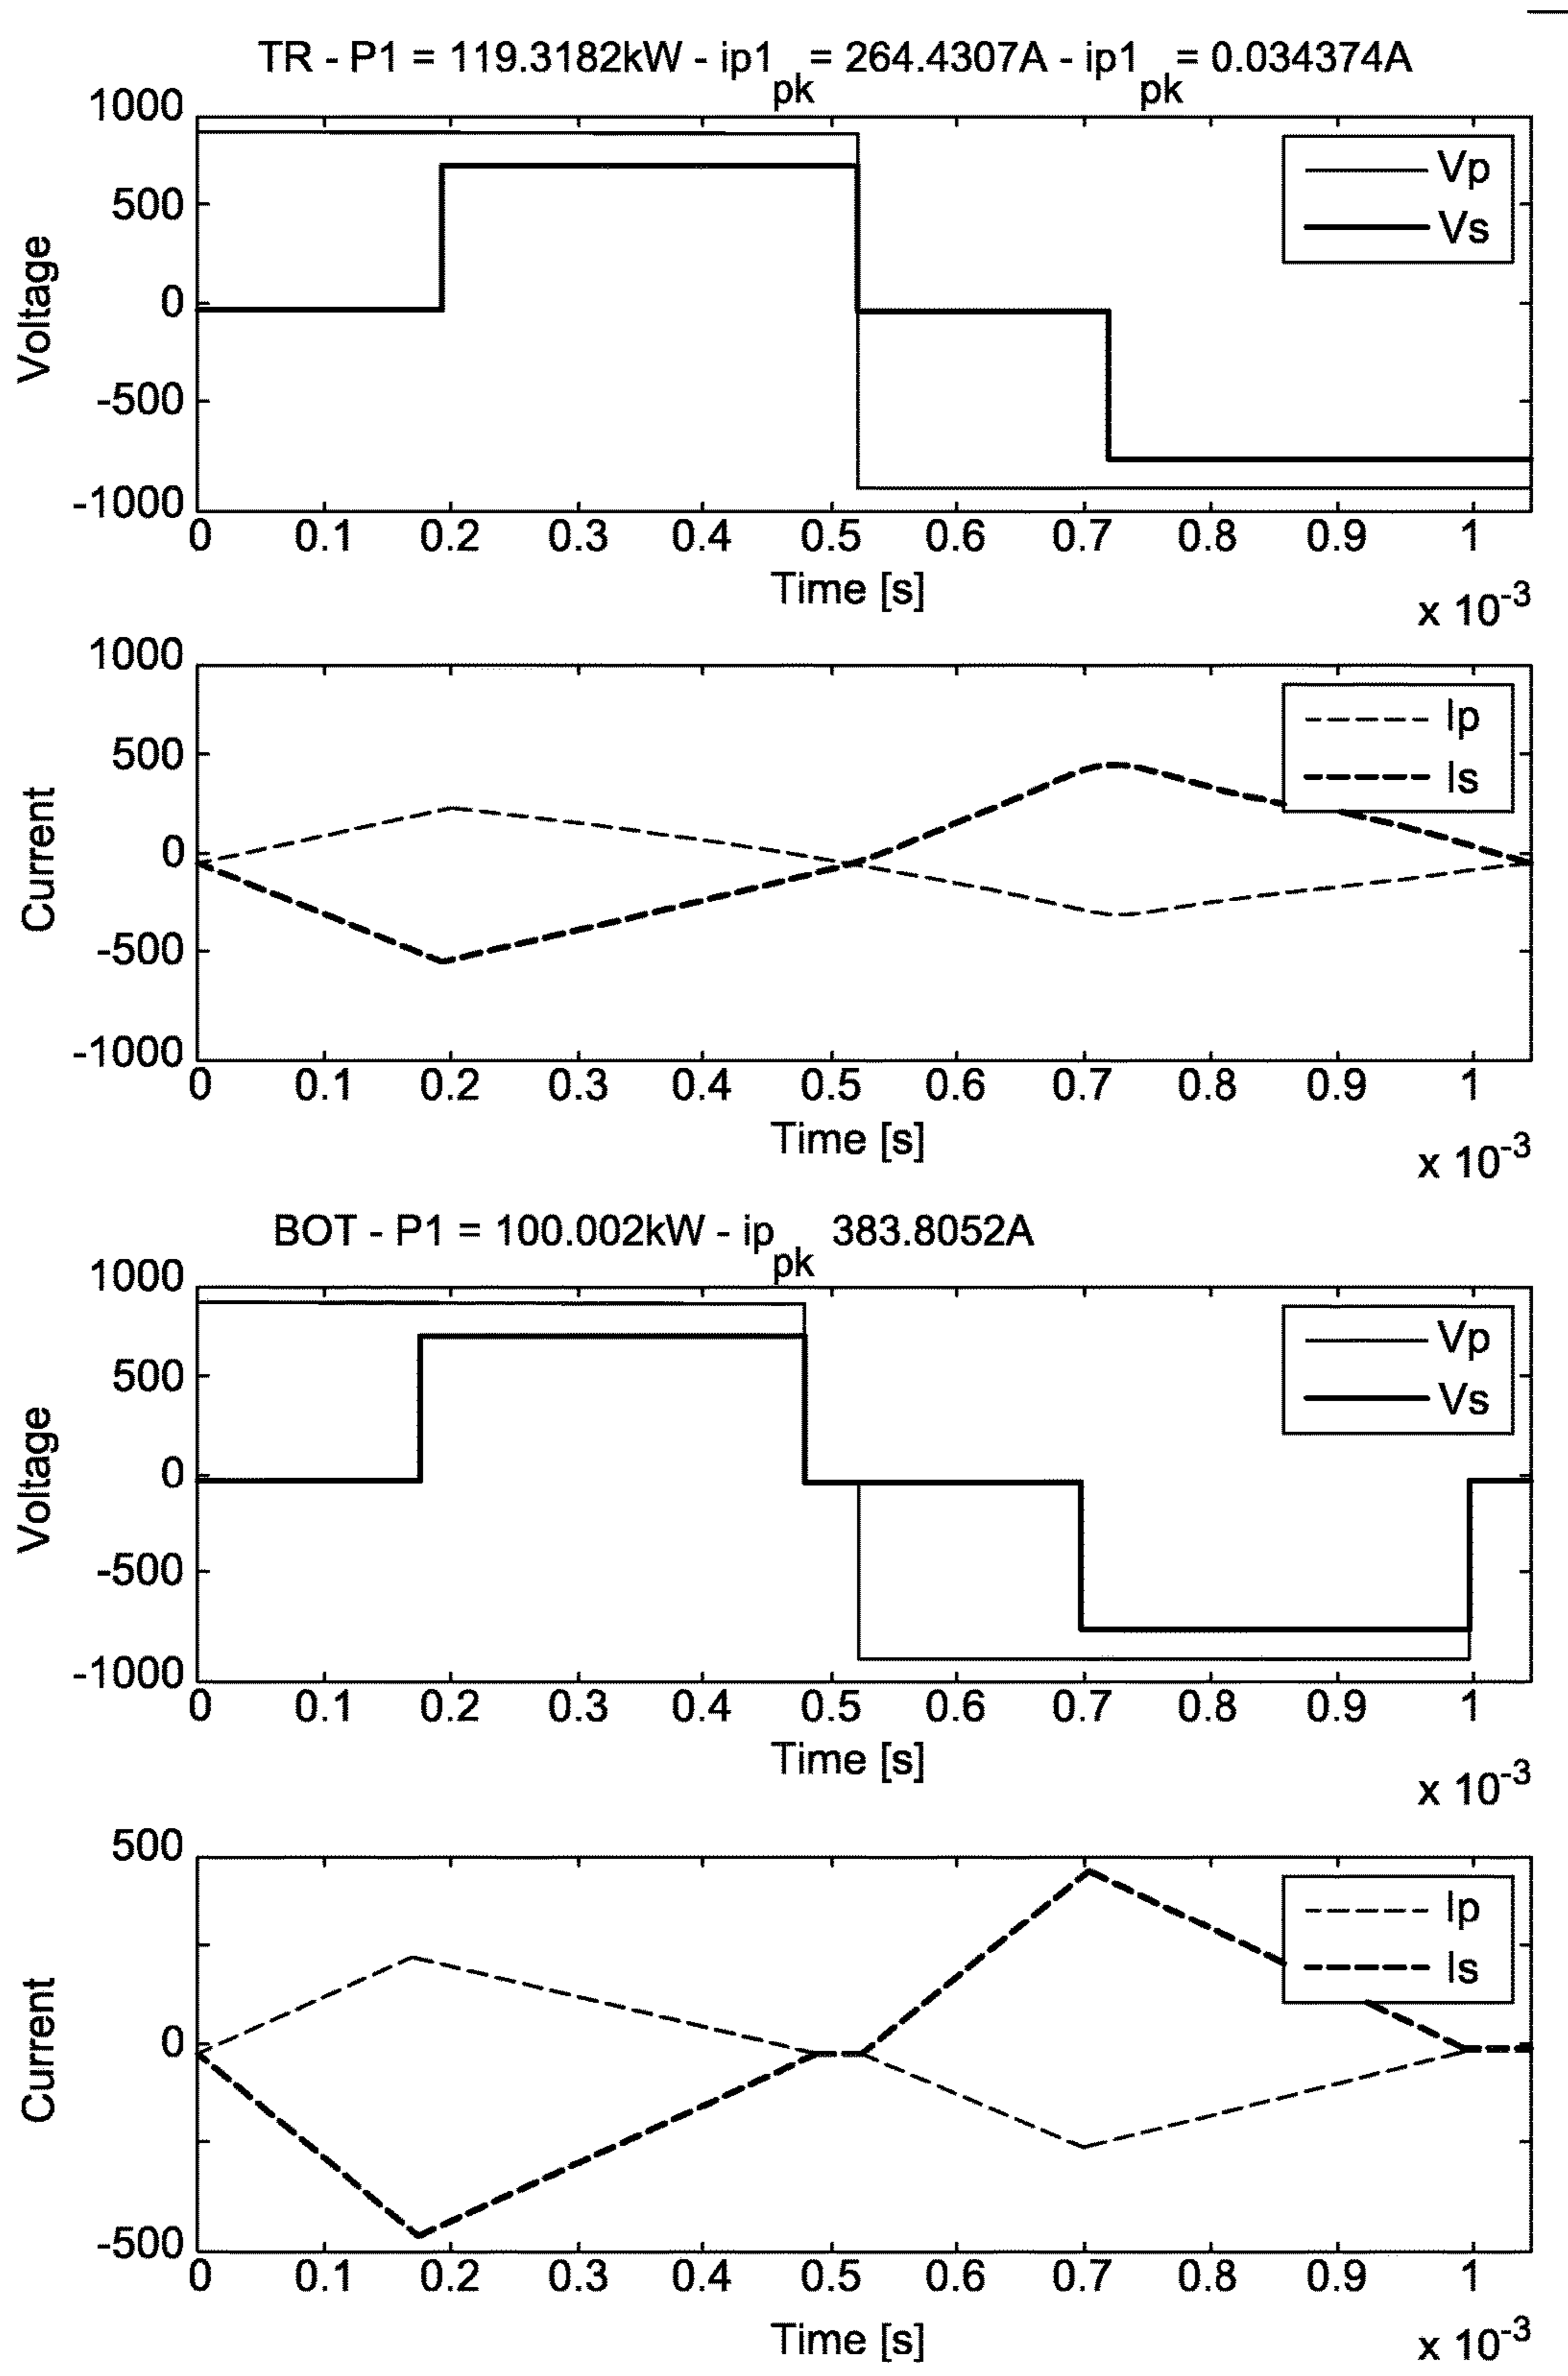 TR - P1 = 119.3182kW - ip1pk = 264.4307A - ip1pk = 0.034374A
1000
500
0
-500
-1000
Voltage
Vp
Vs
0 0.1 0.2 0.3 0.4 0.5 0.6 0.7 0.8 0.9 1
Time [s]
x 10-3
1000
500
0
-500
-1000
Current
Ip
Is
0 0.1 0.2 0.3 0.4 0.5 0.6 0.7 0.8 0.9 1
Time [s]
x 10-3
BOT - P1 = 100.002kW - ippk 383.8052A
1000
500
0
-500
-1000
Voltage
Vp
Vs
0 0.1 0.2 0.3 0.4 0.5 0.6 0.7 0.8 0.9 1
Time [s]
x 10-3
500
0
-500
Current
Ip
Is
0 0.1 0.2 0.3 0.4 0.5 0.6 0.7 0.8 0.9 1
Time [s]
x 10-3